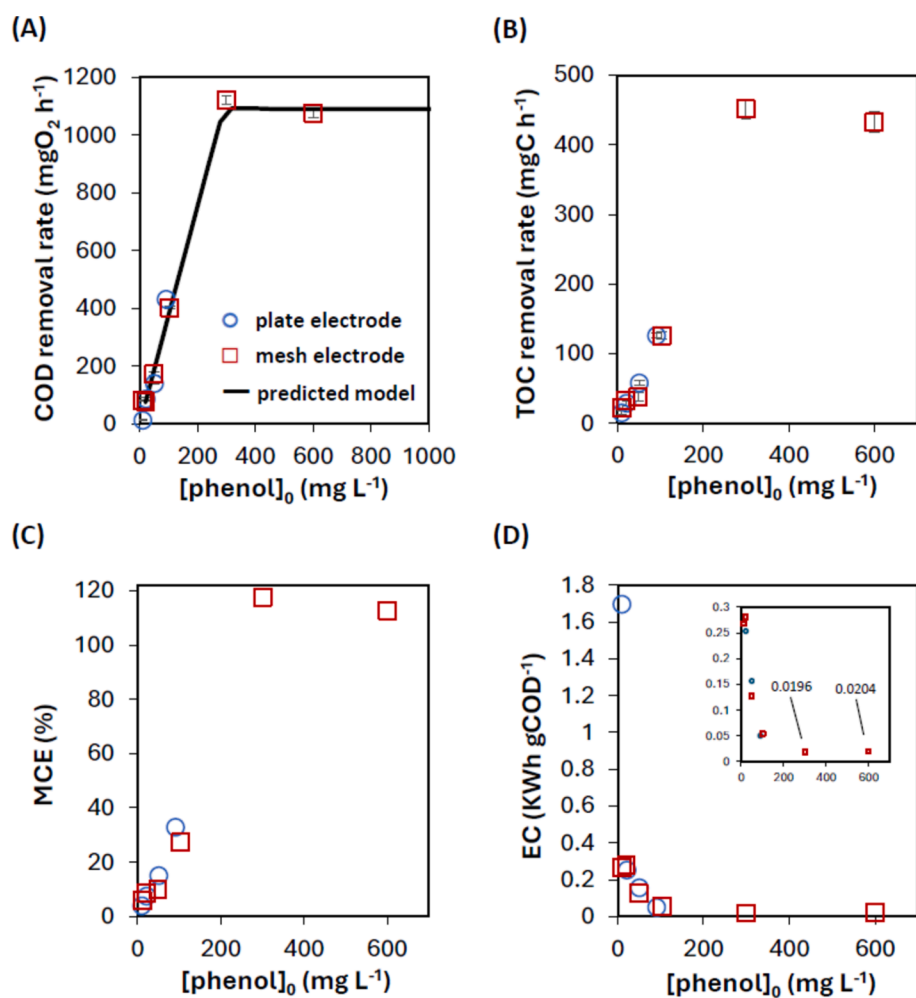 (A)
COD removal rate (mgO2 h-1)
1200
1000
800
600
400
200
0
plate electrode
mesh electrode
predicted model
0 200 400 600 800 1000
[phenol]0 (mg L-1)
(B)
TOC removal rate (mgC h-1)
500
400
300
200
100
0
0 200 400 600
[phenol]0 (mg L-1)
(C)
MCE (%)
120
100
80
60
40
20
0
0 200 400 600
[phenol]0 (mg L-1)
(D)
EC (KWh gCOD-1)
1.8
1.6
1.4
1.2
1
0.8
0.6
0.4
0.2
0
0.3
0.25
0.2
0.15
0.1
0.05
0
0.0196
0.0204
0 200 400 600
0 200 400 600
[phenol]0 (mg L-1)